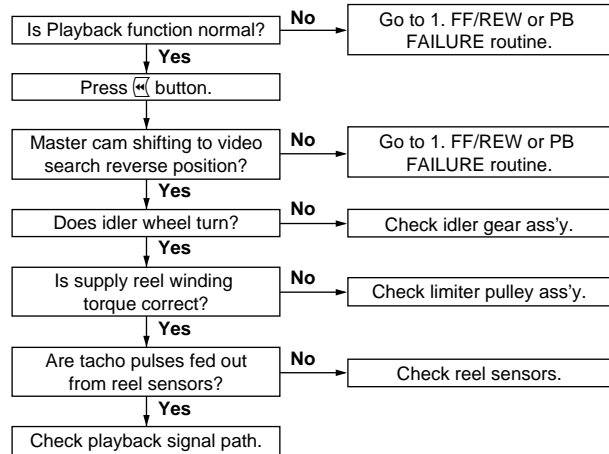 Is Playback function normal?
No
Go to 1. FF/REW or PB
FAILURE routine.
Yes
Press button.
Master cam shifting to video
search reverse position?
No
Go to 1. FF/REW or PB
FAILURE routine.
Yes
Does idler wheel turn?
No
Check idler gear ass'y.
Yes
Is supply reel winding
torque correct?
No
Check limiter pulley ass'y.
Yes
Are tacho pulses fed out
from reel sensors?
No
Check reel sensors.
Yes
Check playback signal path.